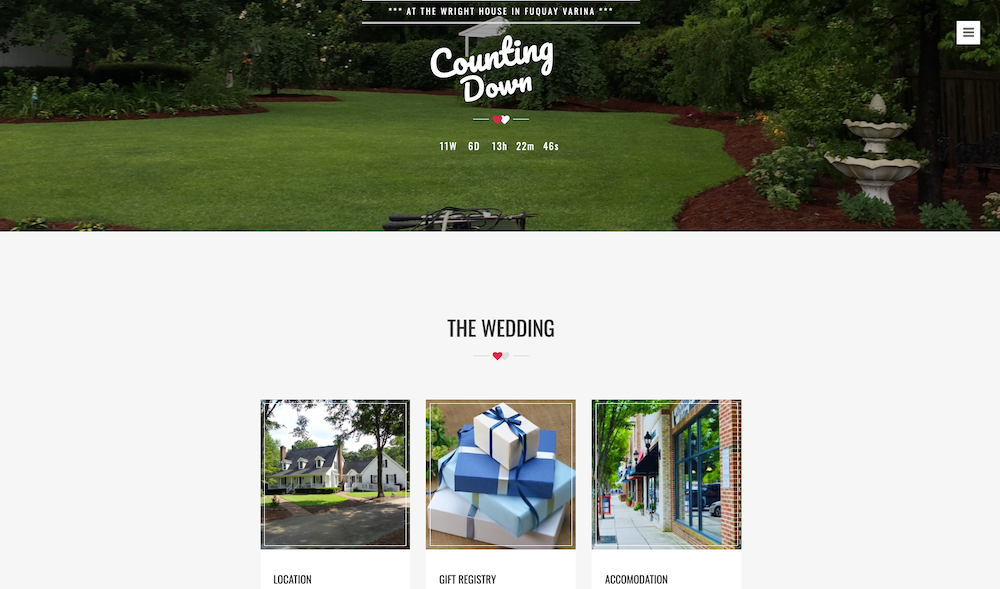 *** AT THE WRIGHT HOUSE IN FUQUAY VARINA ***
Counting
Down
11W 6D 13h 22m 46s
THE WEDDING
LOCATION
GIFT REGISTRY
ACCOMODATION